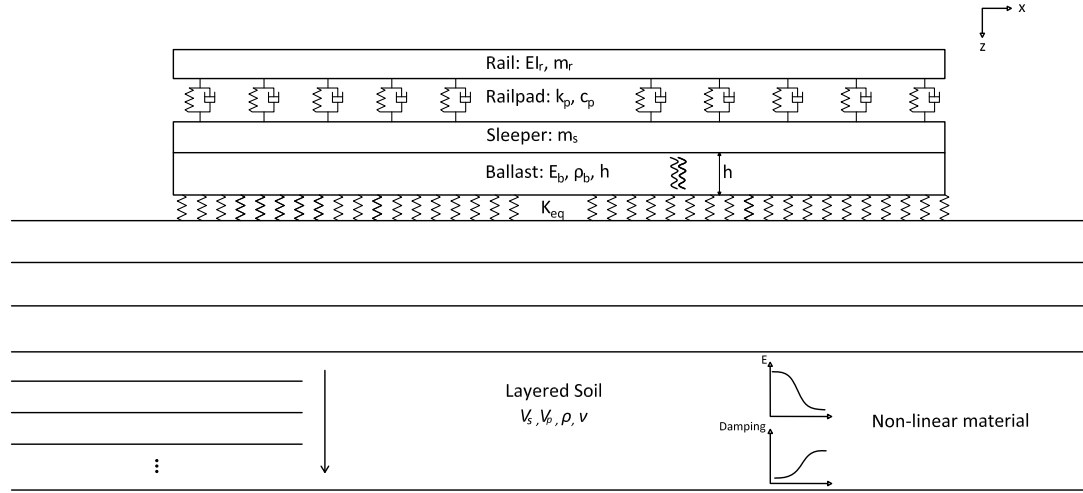 x
z
Rail: EIr, mr
Railpad: kp, cp
Sleeper: ms
Ballast: Eb, ρb, h
h
Keq
E
Layered Soil
Vs ,Vp, ρ, ν
Non-linear material
Damping